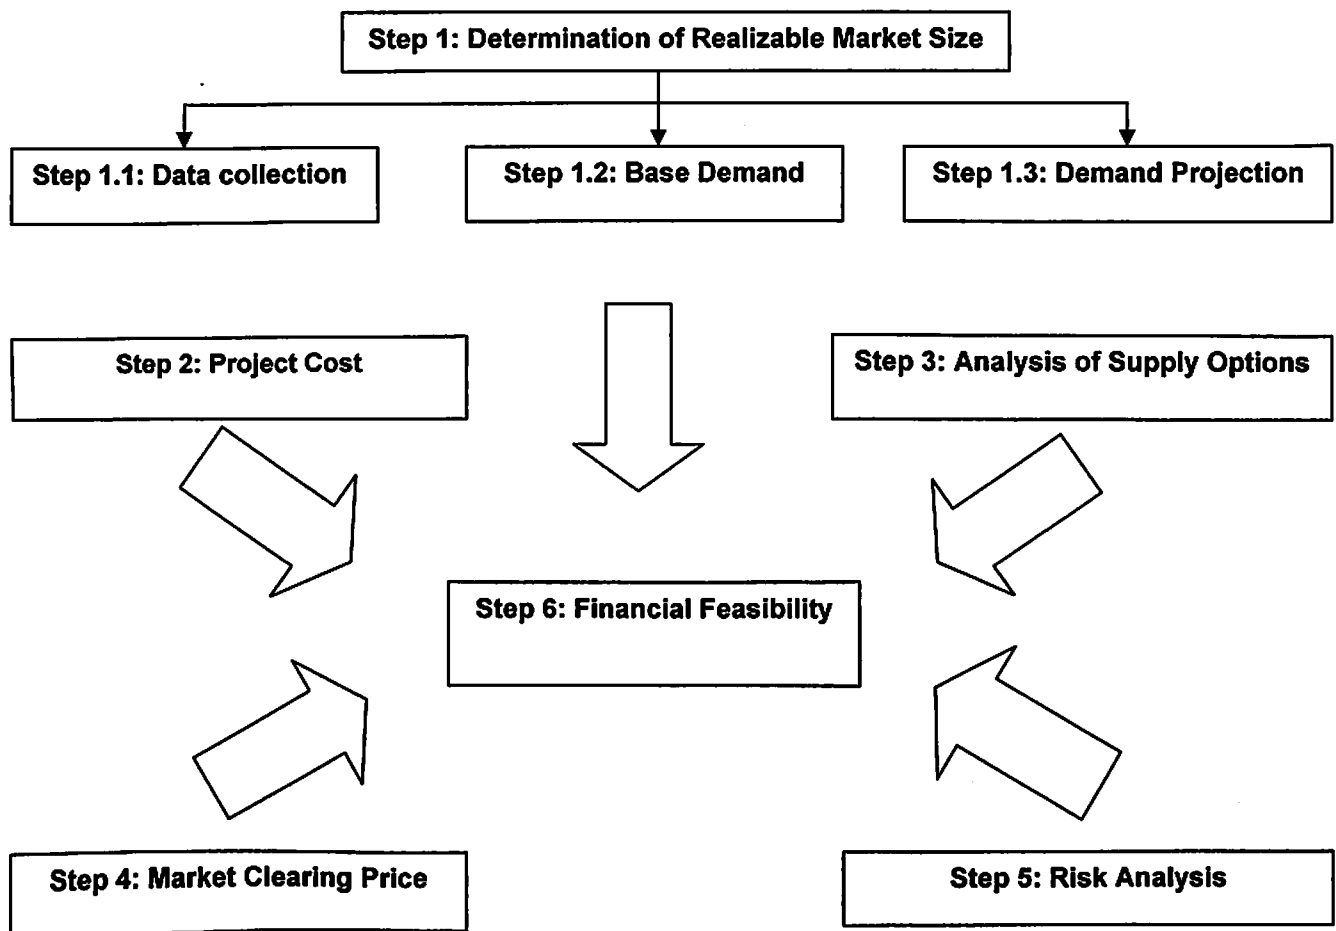 Step 1: Determination of Realizable Market Size
Step 1.1: Data collection
Step 1.2: Base Demand
Step 1.3: Demand Projection
Step 2: Project Cost
Step 3: Analysis of Supply Options
Step 6: Financial Feasibility
Step 4: Market Clearing Price
Step 5: Risk Analysis